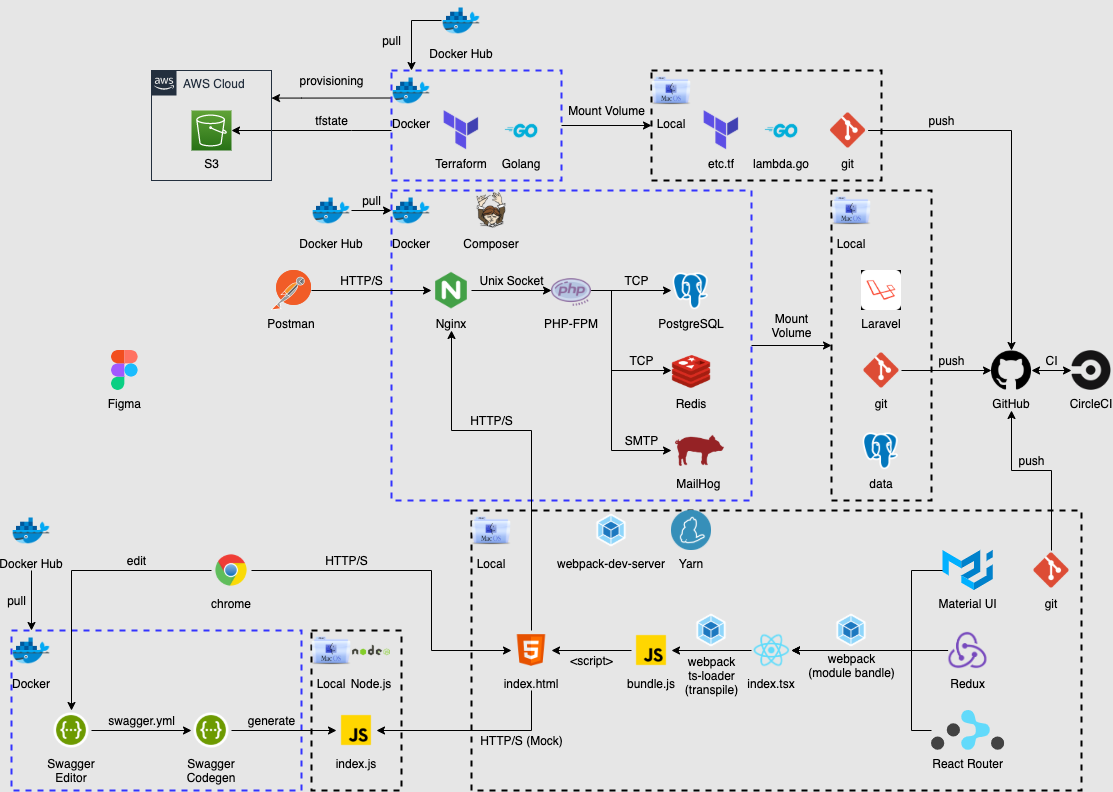 Docker Hub
pull
aws
AWS Cloud
S3
provisioning
tfstate
Docker
Terraform
GO
Golang
Mount Volume
MacOS
Local
etc.tf
GO
lambda.go
git
push
Docker Hub
pull
Docker
Composer
Postman
HTTP/S
Nginx
Unix Socket
php
PHP-FPM
TCP
PostgreSQL
TCP
Redis
SMTP
MailHog
HTTP/S
Mount
Volume
MacOS
Local
Laravel
git
data
push
GitHub
CI
CircleCI
push
git
Figma
Docker Hub
pull
edit
chrome
HTTP/S
Docker
Swagger
Editor
swagger.yml
Swagger
Codegen
generate
MacOS
Local
node
Node.js
JS
index.js
HTTP/S (Mock)
MacOS
Local
webpack-dev-server
Yarn
5
index.html
<script>
JS
bundle.js
webpack
ts-loader
(transpile)
index.tsx
webpack
(module bandle)
Material UI
Redux
React Router